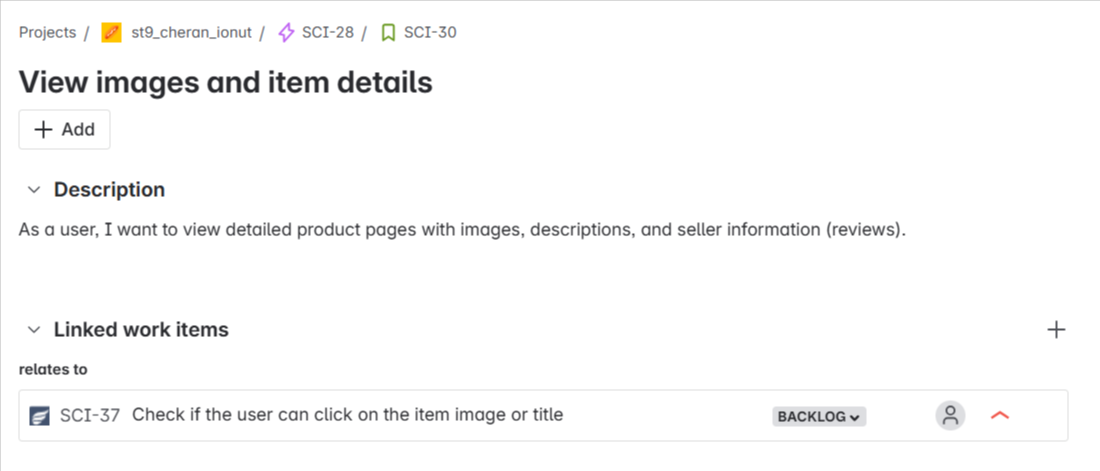 Projects / st9_cheran_ionut / SCI-28 / SCI-30
View images and item details
+ Add
Description
As a user, I want to view detailed product pages with images, descriptions, and seller information (reviews).
Linked work items
relates to
SCI-37 Check if the user can click on the item image or title BACKLOG